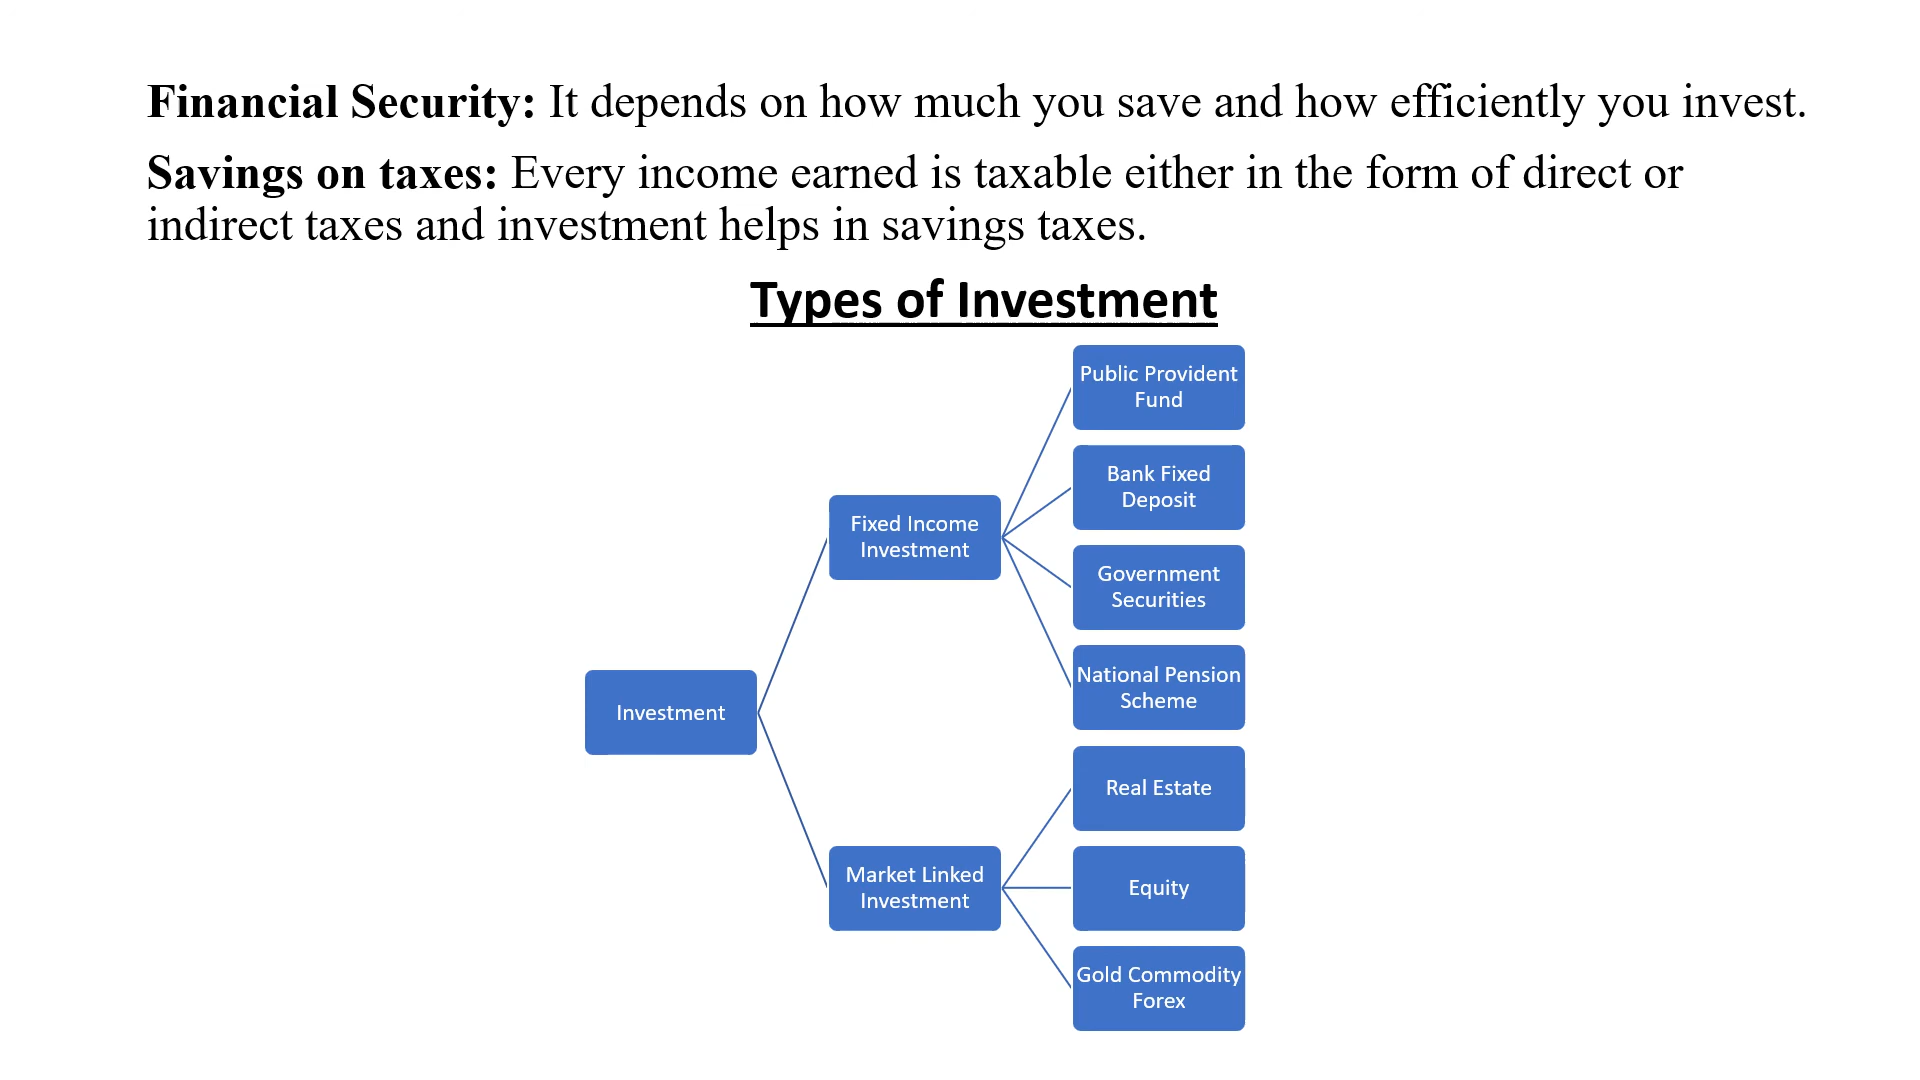 Financial Security: It depends on how much you save and how efficiently you invest.
Savings on taxes: Every income earned is taxable either in the form of direct or
indirect taxes and investment helps in savings taxes.
Types of Investment
Investment
Fixed Income
Investment
Public Provident
Fund
Bank Fixed
Deposit
Government
Securities
National Pension
Scheme
Market Linked
Investment
Real Estate
Equity
Gold Commodity
Forex